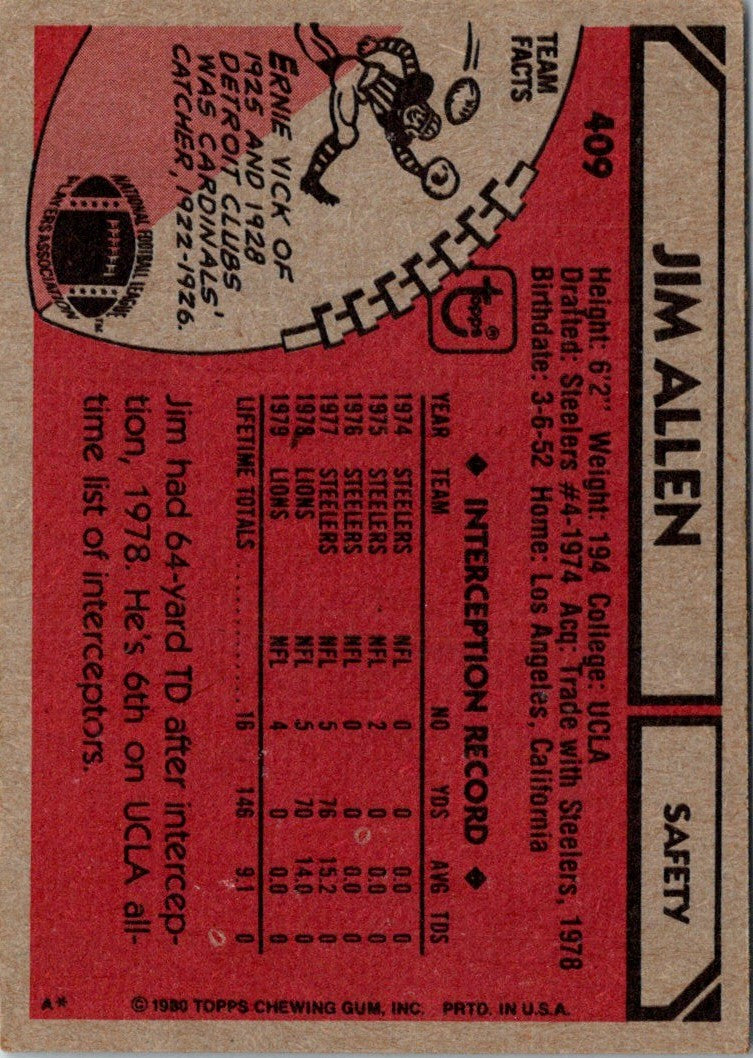 JIM ALLEN
SAFETY
409
Height: 6'2" Weight: 194 College: UCLA
Drafted: Steelers #4-1974 Acq: Trade with Steelers, 1978
Birthdate: 3-6-52 Home: Los Angeles, California
TEAM
FACTS
ERNIE VICK OF
1925 AND 1928
DETROIT CLUBS
WAS CARDINALS'
CATCHER, 1922-1926.
NATIONAL FOOTBALL LEAGUE
PLAYERS ASSOCIATION
TM
Topps®
◆ INTERCEPTION RECORD ◆
YEAR TEAM NO YDS AVG TDS
1974 STEELERS NFL 0 0 0.0 0
1975 STEELERS NFL 2 0 0.0 0
1976 STEELERS NFL 0 0 0.0 0
1977 STEELERS NFL 5 76 15.2 0
1978 LIONS NFL 5 70 14.0 0
1979 LIONS NFL 4 0 0.0 0
LIFETIME TOTALS 16 146 9.1 0
Jim had 64-yard TD after intercep-
tion, 1978. He's 6th on UCLA all-
time list of interceptors.
A*
© 1980 TOPPS CHEWING GUM, INC. PRTD. IN U.S.A.